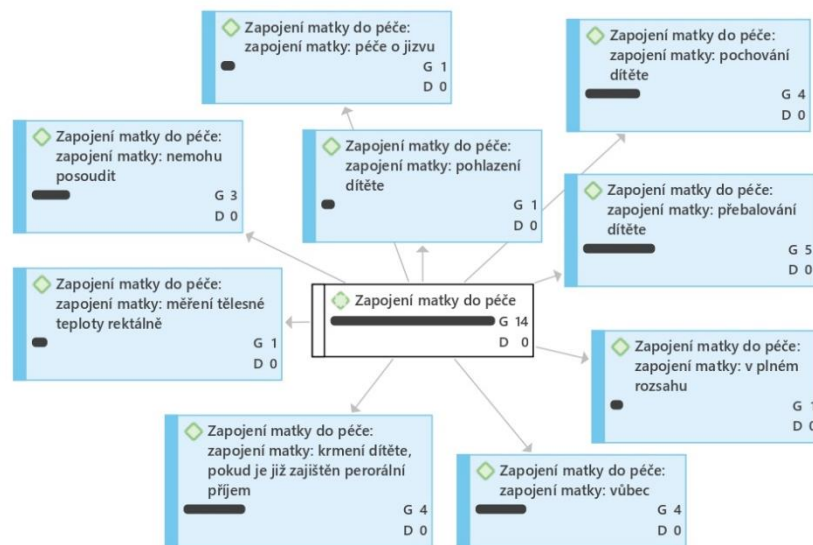 Zapojení matky do péče:
zapojení matky: péče o jizvu
G 1
D 0
Zapojení matky do péče:
zapojení matky: pochování
dítěte
G 4
D 0
Zapojení matky do péče:
zapojení matky: nemohu
posoudit
G 3
D 0
Zapojení matky do péče:
zapojení matky: pohlazení
dítěte
G 1
D 0
Zapojení matky do péče:
zapojení matky: přebalování
dítěte
G 5
D 0
Zapojení matky do péče:
zapojení matky: měření tělesné
teploty rektálně
G 1
D 0
Zapojení matky do péče
G 14
D 0
Zapojení matky do péče:
zapojení matky: v plném
rozsahu
G 1
D 0
Zapojení matky do péče:
zapojení matky: krmení dítěte,
pokud je již zajištěn perorální
příjem
G 4
D 0
Zapojení matky do péče:
zapojení matky: vůbec
G 4
D 0